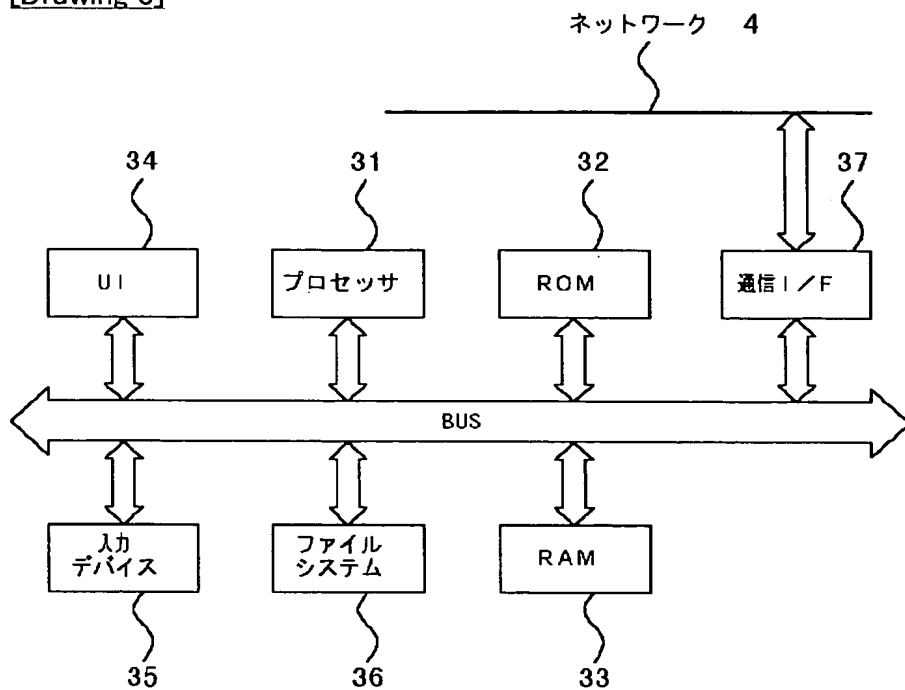 ネットワーク 4
34
31
32
37
UI
プロセッサ
ROM
通信I/F
BUS
入力
デバイス
ファイル
システム
RAM
35
36
33